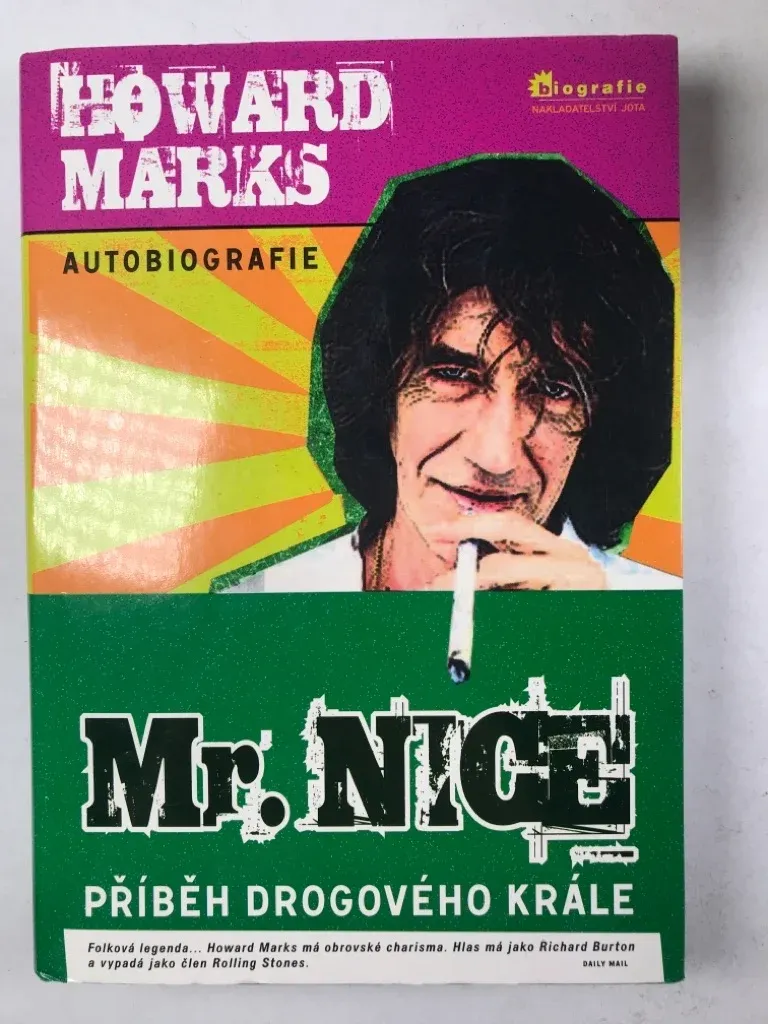 HOWARD
MARKS
biografie
NAKLADATELSTVÍ JOTA
AUTOBIOGRAFIE
Mr. NICE
PŘÍBĚH DROGOVÉHO KRÁLE
Folková legenda... Howard Marks má obrovské charisma. Hlas má jako Richard Burton
a vypadá jako člen Rolling Stones.
DAILY MAIL